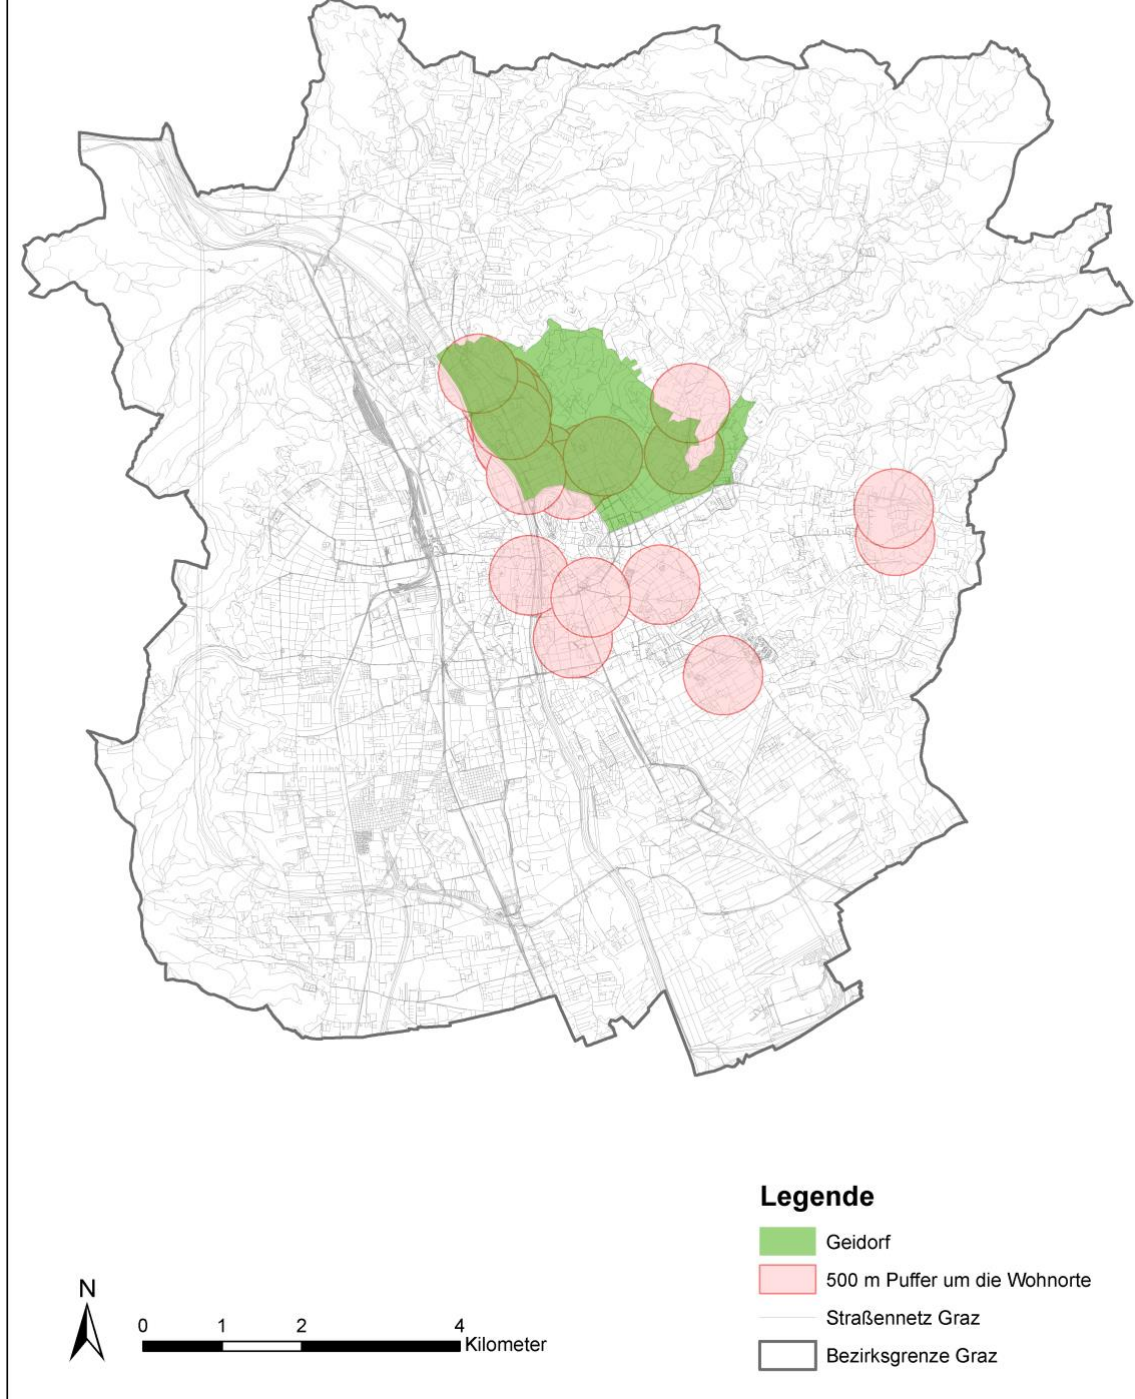 Legende
Geidorf
500 m Puffer um die Wohnorte
Straßennetz Graz
Bezirksgrenze Graz
N
0 1 2 4
Kilometer